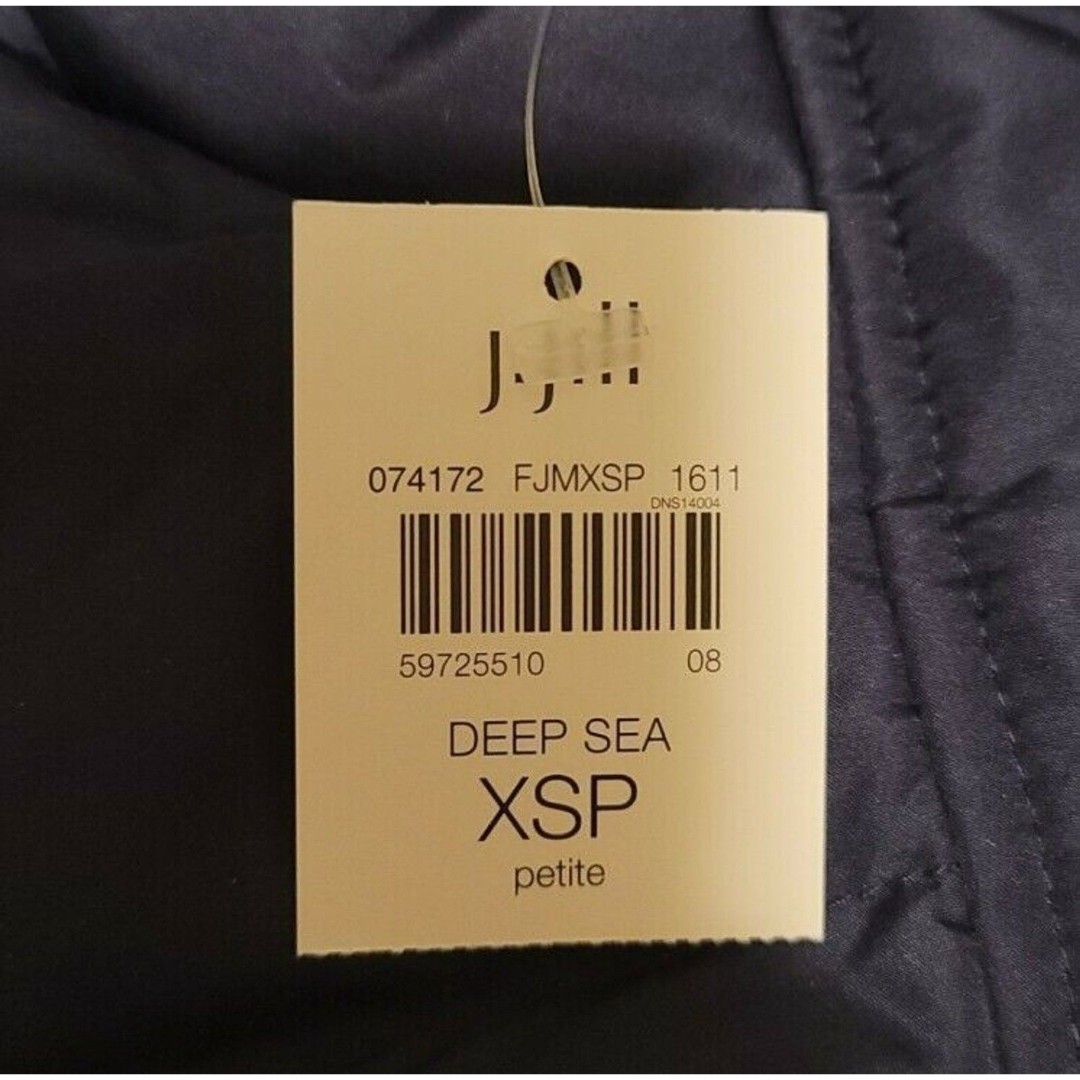 J.Jill
074172 FJMXSP 1611
DNS14004
59725510 08
DEEP SEA
XSP
petite